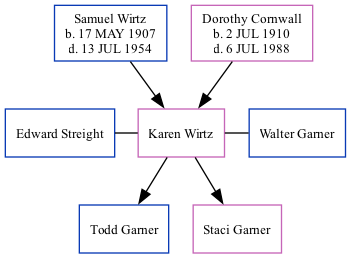 Samuel Wirtz
b. 17 MAY 1907
d. 13 JUL 1954
Dorothy Cornwall
b. 2 JUL 1910
d. 6 JUL 1988
Edward Streight
Karen Wirtz
Walter Garner
Todd Garner
Staci Garner